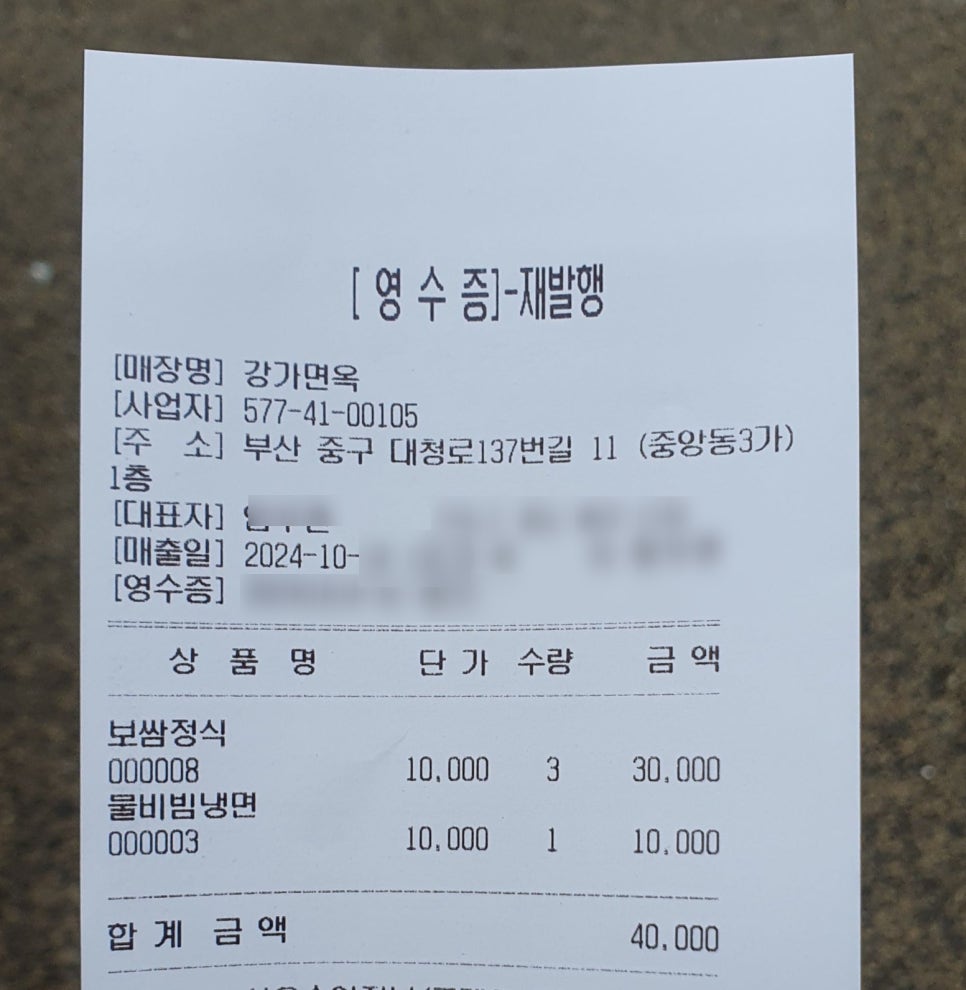 [ 영 수 증]-재발행
[매장명] 강가면옥
[사업자] 577-41-00105
[주 소] 부산 중구 대청로137번길 11 (중앙동3가)
1층
[대표자]
[매출일] 2024-10-
[영수증]
상 품 명 단 가 수량 금 액
보쌈정식
000008 10,000 3 30,000
물비빔냉면
000003 10,000 1 10,000
합 계 금 액 40,000